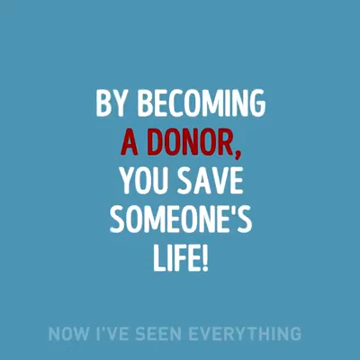 BY BECOMING
A DONOR,
YOU SAVE
SOMEONE'S
LIFE!
NOW I'VE SEEN EVERYTHING